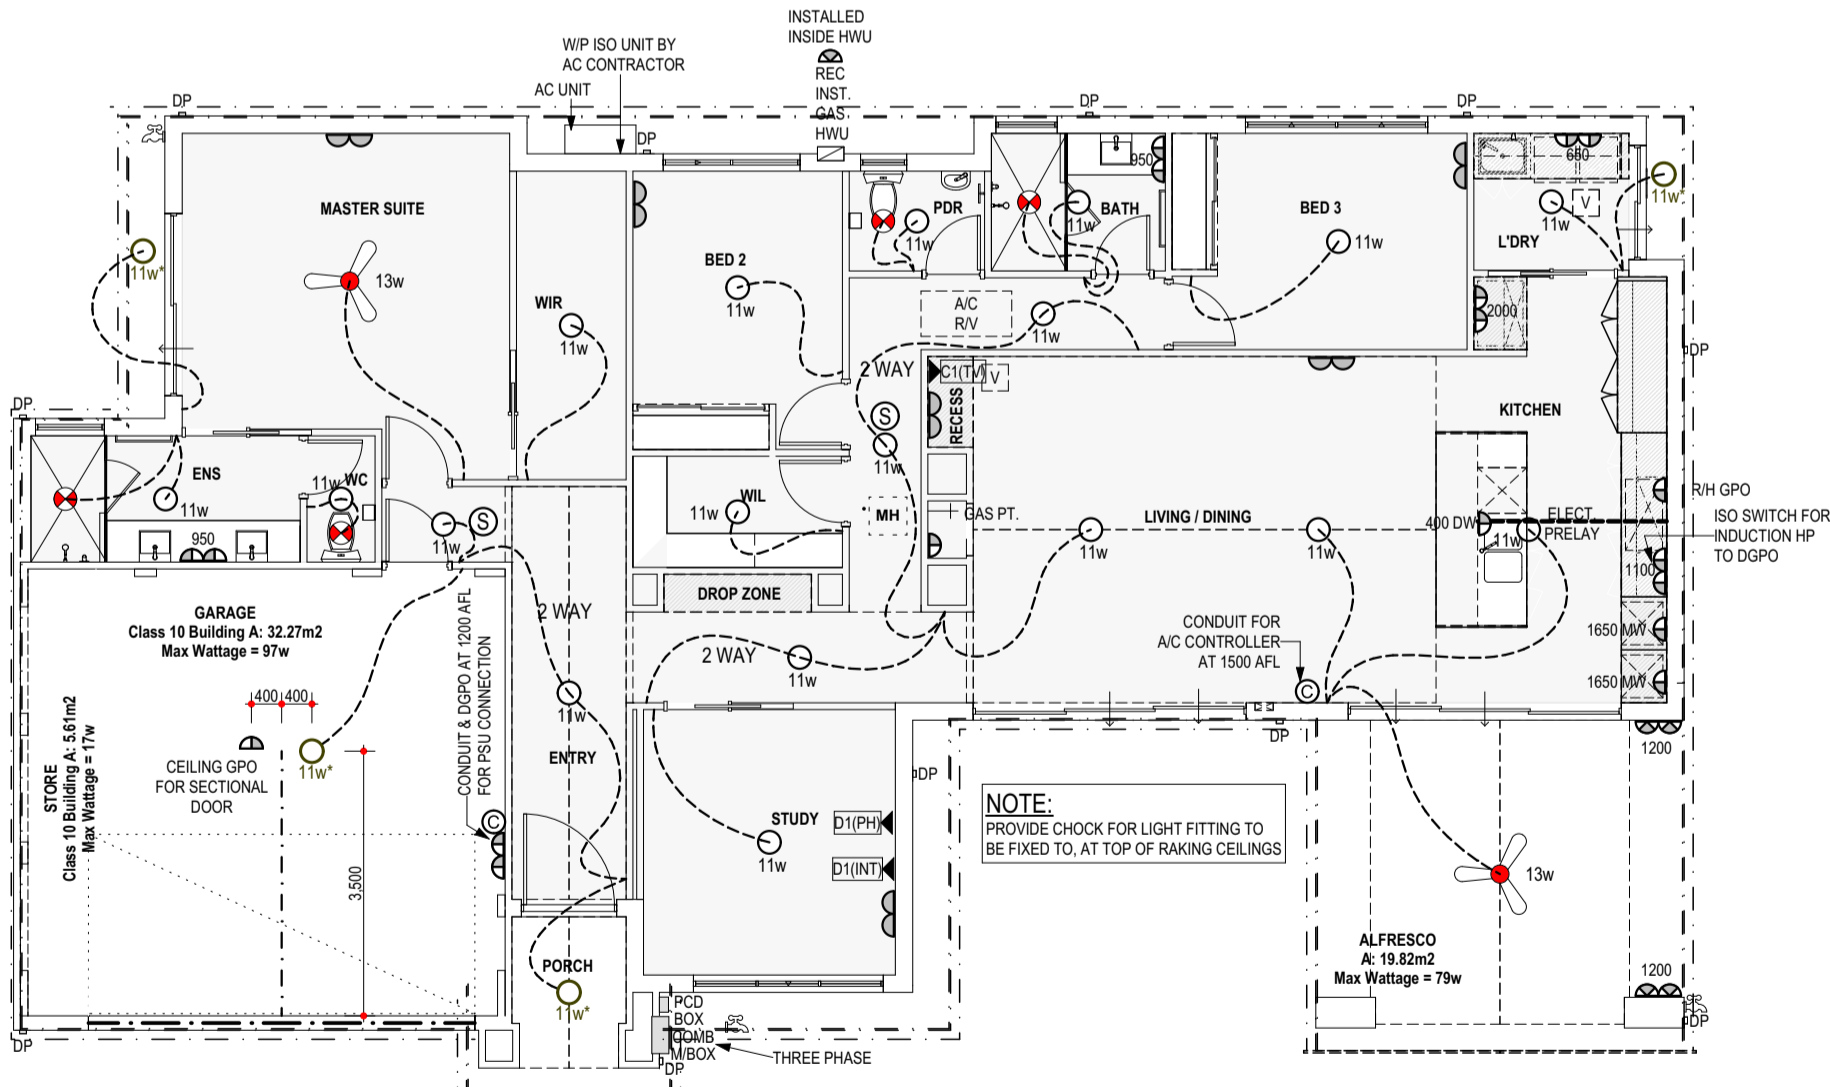 INSTALLED
INSIDE HWU
REC
INST.
GAS
HWU
W/P ISO UNIT BY
AC CONTRACTOR
AC UNIT
DP
DP
DP
DP
MASTER SUITE
13w
11w*
WIR
11w
BED 2
11w
PDR
11w
BATH
950
11w
BED 3
11w
L'DRY
660
V
11w
11w*
A/C
R/V
11w
2000
DP
2 WAY
C1(TV)
V
RECESS
KITCHEN
S
11w
DP
ENS
11w
11w
WC
950
11w
S
WIL
11w
MH
GAS PT.
LIVING / DINING
11w
11w
400 DW
11w
ELECT.
PRELAY
R/H GPO
ISO SWITCH FOR
INDUCTION HP
TO DGPO
1100
1650 MW
1650 MW
DROP ZONE
GARAGE
Class 10 Building A: 32.27m2
Max Wattage = 97w
400
400
11w*
CEILING GPO
FOR SECTIONAL
DOOR
3,500
STORE
Class 10 Building A: 5.61m2
Max Wattage = 17w
CONDUIT & DGPO AT 1200 AFL
FOR PSU CONNECTION
C
2 WAY
11w
ENTRY
2 WAY
11w
CONDUIT FOR
A/C CONTROLLER
AT 1500 AFL
C
DP
DP
STUDY
11w
D1(PH)
D1(INT)
NOTE:
PROVIDE CHOCK FOR LIGHT FITTING TO
BE FIXED TO, AT TOP OF RAKING CEILINGS
1200
13w
ALFRESCO
A: 19.82m2
Max Wattage = 79w
1200
DP
PORCH
11w*
PCD
BOX
COMB
M/BOX
THREE PHASE
DP
DP